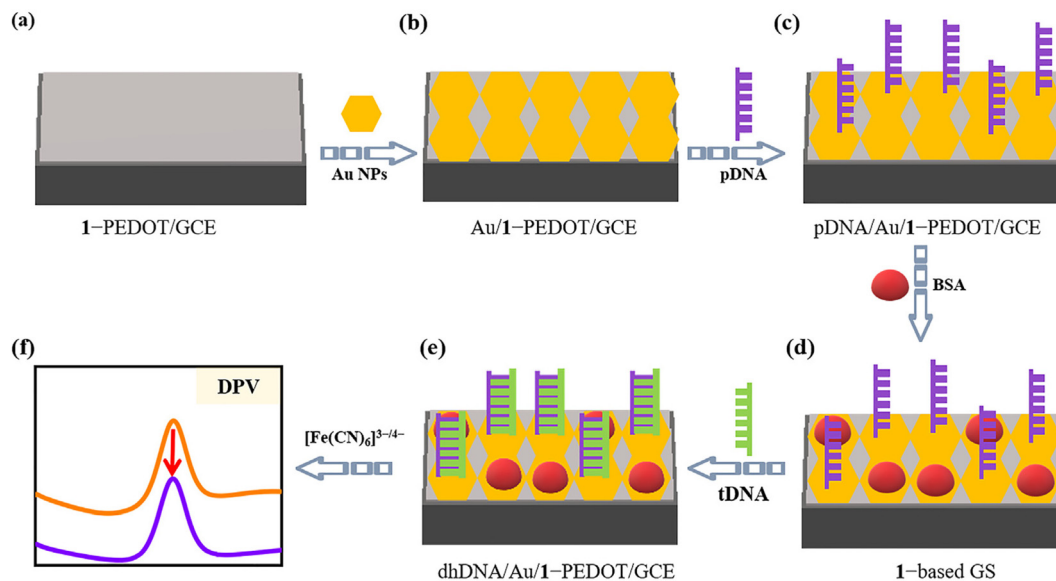 (a)
(b)
(c)
Au NPs
pDNA
1−PEDOT/GCE
Au/1−PEDOT/GCE
pDNA/Au/1−PEDOT/GCE
BSA
(f)
(e)
(d)
DPV
[Fe(CN)6]3−/4−
tDNA
dhDNA/Au/1−PEDOT/GCE
1−based GS